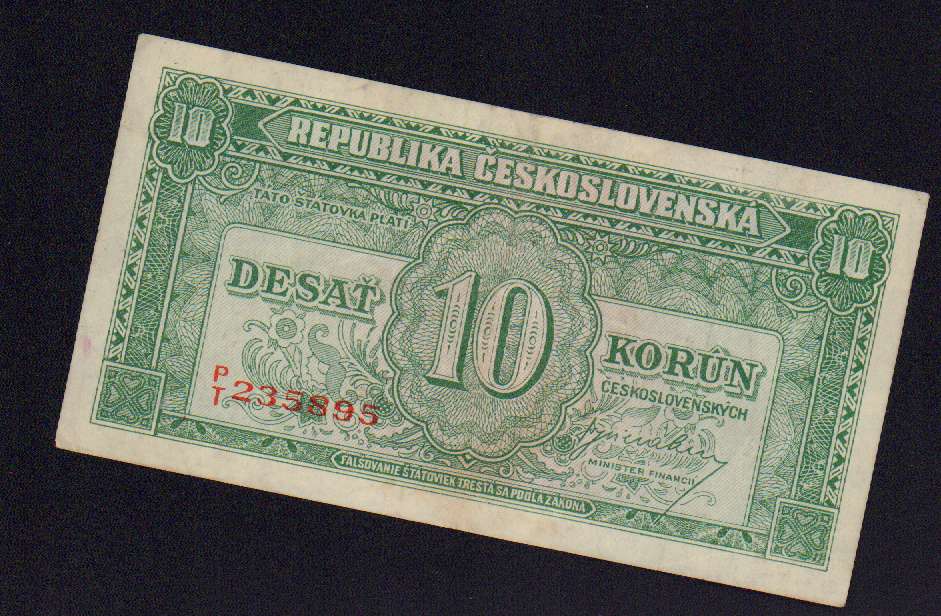 10
REPUBLIKA ČESKOSLOVENSKÁ
10
TÁTO ŠTÁTOVKA PLATÍ
DESAŤ
10
KORÚN
ČESKOSLOVENSKÝCH
P/T 235895
MINISTER FINANCIÍ
FALŠOVANIE ŠTÁTOVIEK TRESTÁ SA PODĽA ZÁKONA